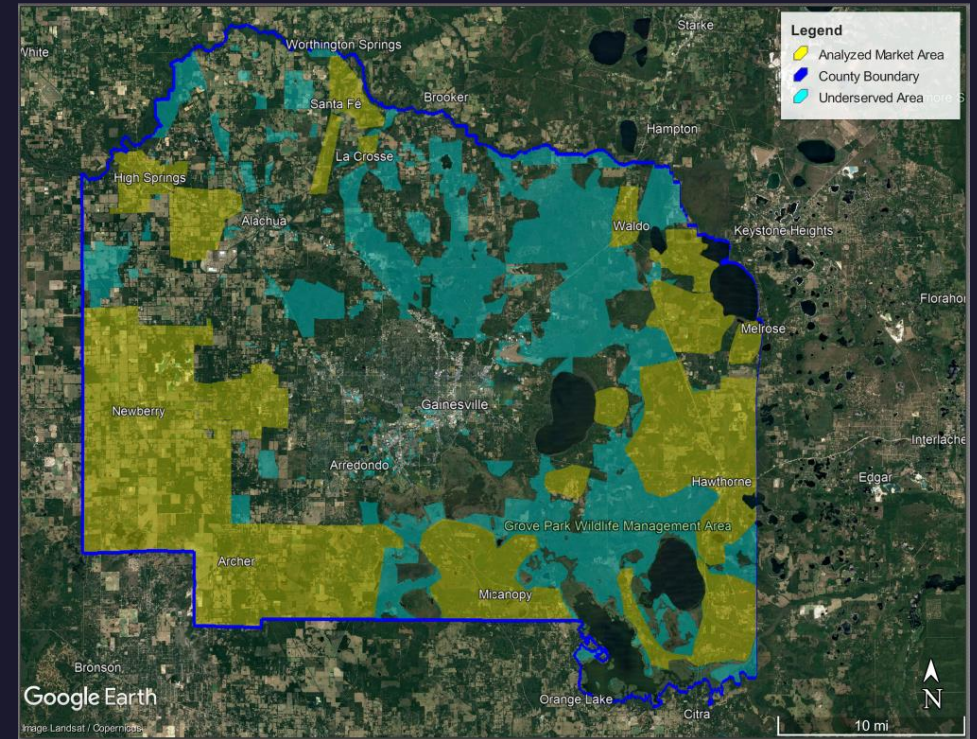 Starke
Legend
Analyzed Market Area
County Boundary
Underserved Area
White
Worthington Springs
Santa Fe
Brooker
Hampton
La Crosse
High Springs
Alachua
Waldo
Keystone Heights
Melrose
Newberry
Gainesville
Arredondo
Edgar
Hawthorne
Grove Park Wildlife Management Area
Archer
Micanopy
Bronson
Google Earth
Orange Lake
Citra
N
Image Landsat / Copernicus
10 mi